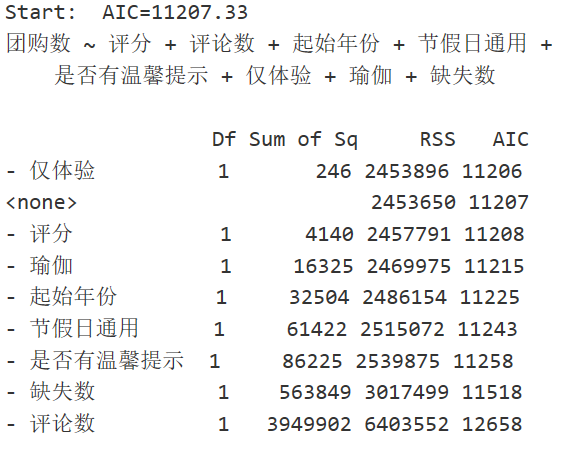 Start:  AIC=11207.33
团购数 ~ 评分 + 评论数 + 起始年份 + 节假日通用 +
    是否有温馨提示 + 仅体验 + 瑜伽 + 缺失数
Df Sum of Sq     RSS   AIC
- 仅体验          1       246 2453896 11206
<none>                        2453650 11207
- 评分            1      4140 2457791 11208
- 瑜伽            1     16325 2469975 11215
- 起始年份        1     32504 2486154 11225
- 节假日通用      1     61422 2515072 11243
- 是否有温馨提示  1     86225 2539875 11258
- 缺失数          1    563849 3017499 11518
- 评论数          1   3949902 6403552 12658